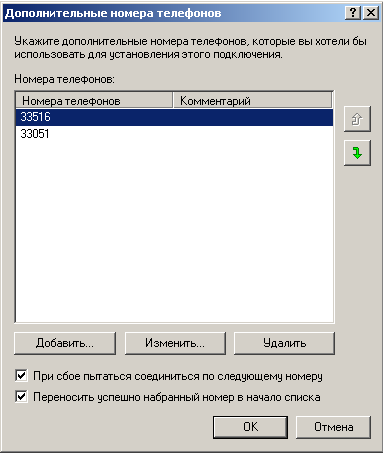 Дополнительные номера телефонов
Укажите дополнительные номера телефонов, которые вы хотели бы
использовать для установления этого подключения.
Номера телефонов:
Номера телефонов Комментарий
33516
33051
Добавить... Изменить... Удалить
При сбое пытаться соединиться по следующему номеру
Переносить успешно набранный номер в начало списка
OK Отмена